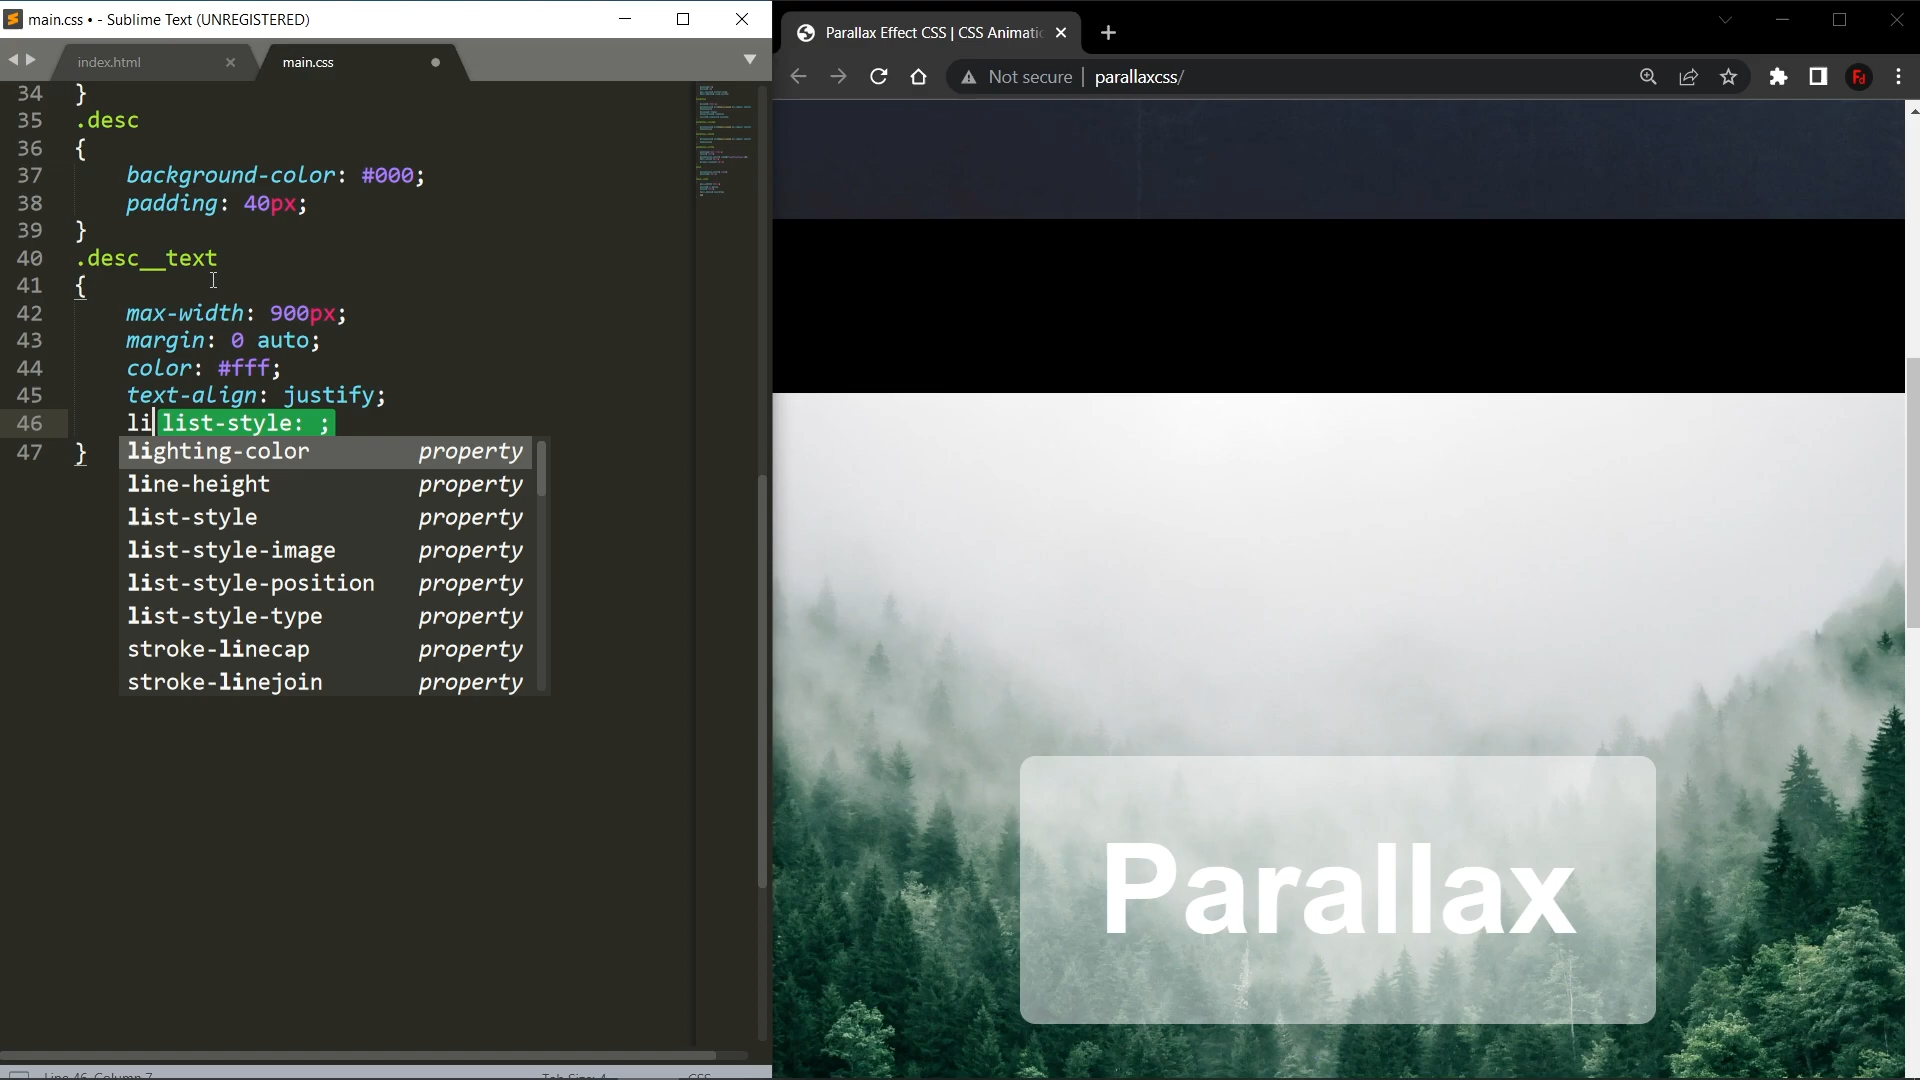 main.css • - Sublime Text (UNREGISTERED)
index.html
main.css
34 }
35 .desc
36 {
37 background-color: #000;
38 padding: 40px;
39 }
40 .desc__text
41 {
42 max-width: 900px;
43 margin: 0 auto;
44 color: #fff;
45 text-align: justify;
46 li list-style: ;
47 }
lighting-color property
line-height property
list-style property
list-style-image property
list-style-position property
list-style-type property
stroke-linecap property
stroke-linejoin property
Line 46, Column 7
Tab Size: 4
CSS
Parallax Effect CSS | CSS Animatic
Not secure parallaxcss/
Fd
Parallax